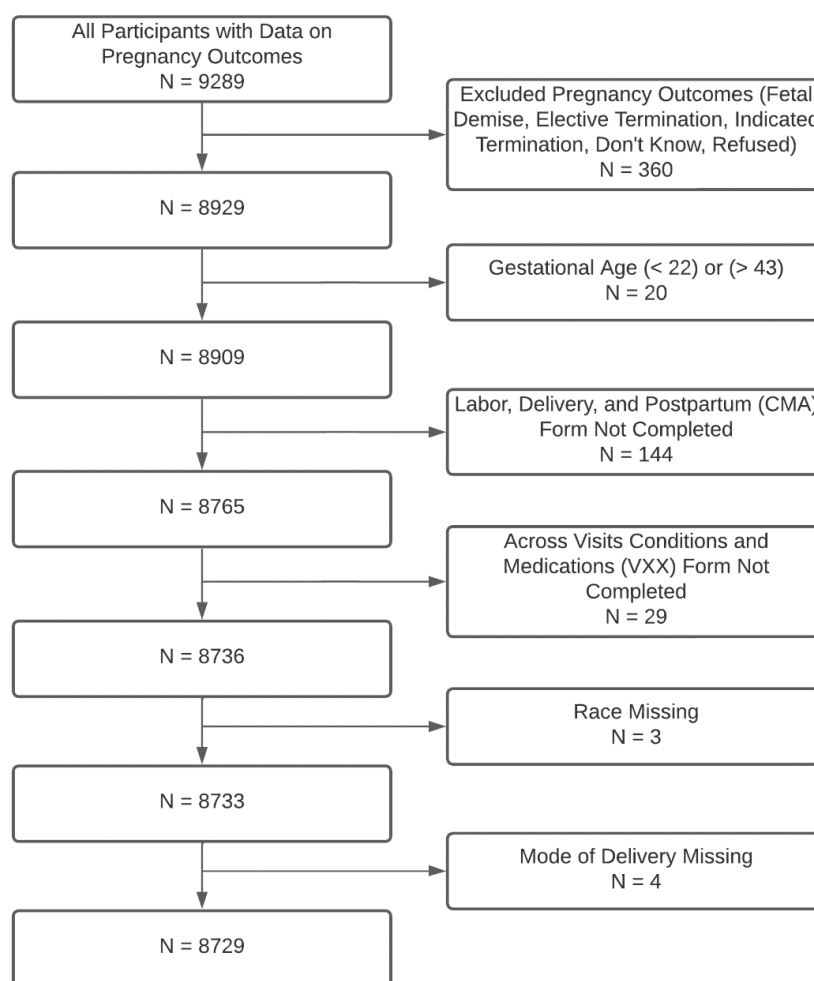 All Participants with Data on
Pregnancy Outcomes
N = 9289
Excluded Pregnancy Outcomes (Fetal
Demise, Elective Termination, Indicated
Termination, Don't Know, Refused)
N = 360
N = 8929
Gestational Age (< 22) or (> 43)
N = 20
N = 8909
Labor, Delivery, and Postpartum (CMA)
Form Not Completed
N = 144
N = 8765
Across Visits Conditions and
Medications (VXX) Form Not
Completed
N = 29
N = 8736
Race Missing
N = 3
N = 8733
Mode of Delivery Missing
N = 4
N = 8729